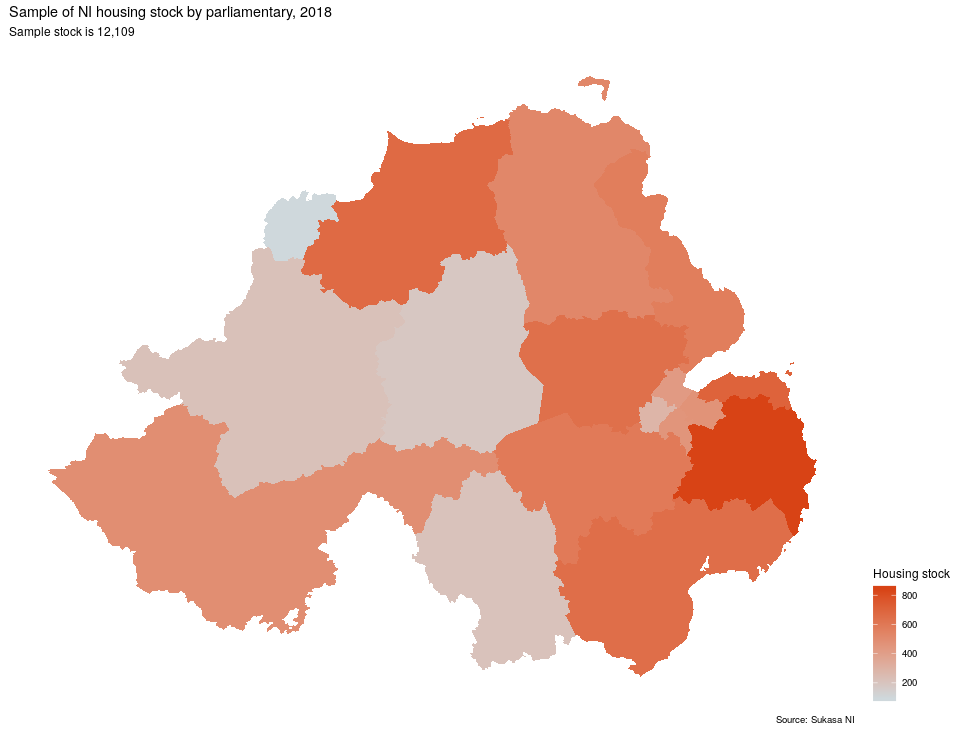 Sample of NI housing stock by parliamentary, 2018
Sample stock is 12,109
Housing stock
800
600
400
200
Source: Sukasa NI